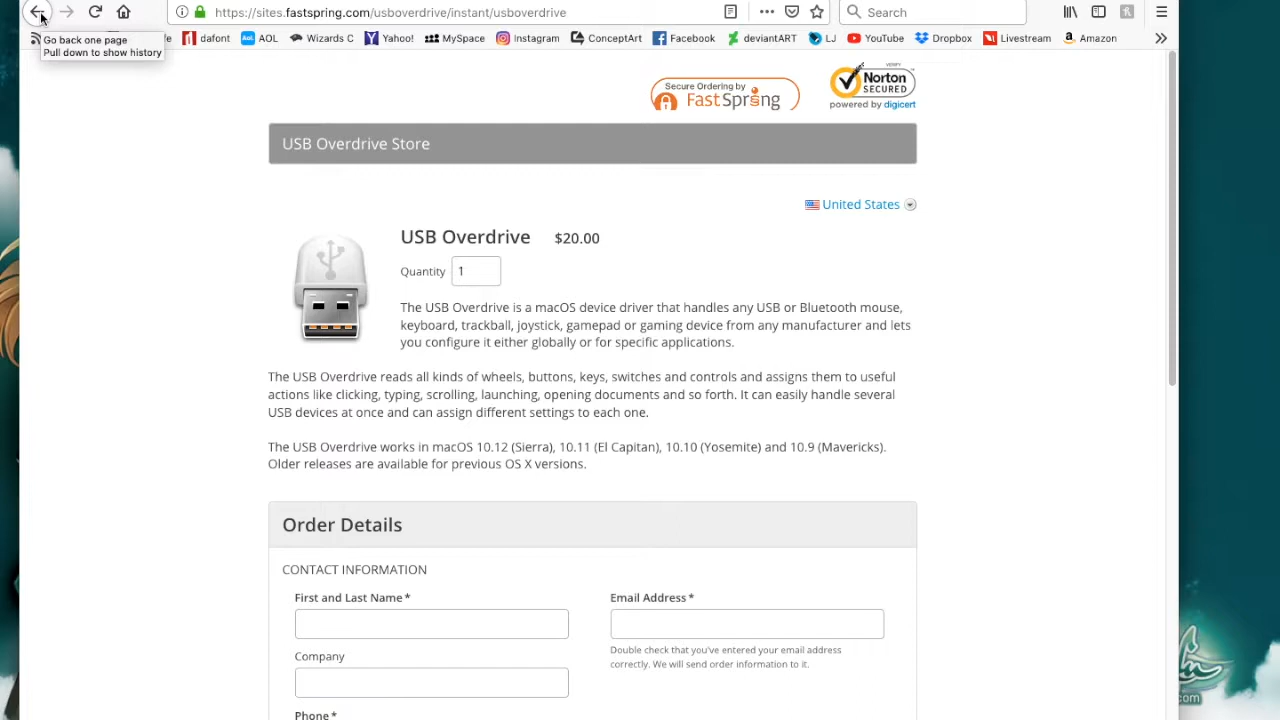 https://sites.fastspring.com/usboverdrive/instant/usboverdrive
Search
Go back one page
Pull down to show history
dafont
AOL
Wizards C
Yahoo!
MySpace
Instagram
ConceptArt
Facebook
deviantART
LJ
YouTube
Dropbox
Livestream
Amazon
Secure Ordering by
FastSpring
VERIFY
Norton
SECURED
powered by digicert
USB Overdrive Store
United States
USB Overdrive $20.00
Quantity 1
The USB Overdrive is a macOS device driver that handles any USB or Bluetooth mouse,
keyboard, trackball, joystick, gamepad or gaming device from any manufacturer and lets
you configure it either globally or for specific applications.
The USB Overdrive reads all kinds of wheels, buttons, keys, switches and controls and assigns them to useful
actions like clicking, typing, scrolling, launching, opening documents and so forth. It can easily handle several
USB devices at once and can assign different settings to each one.
The USB Overdrive works in macOS 10.12 (Sierra), 10.11 (El Capitan), 10.10 (Yosemite) and 10.9 (Mavericks).
Older releases are available for previous OS X versions.
Order Details
CONTACT INFORMATION
First and Last Name *
Email Address *
Double check that you've entered your email address
correctly. We will send order information to it.
Company
Phone *
.com